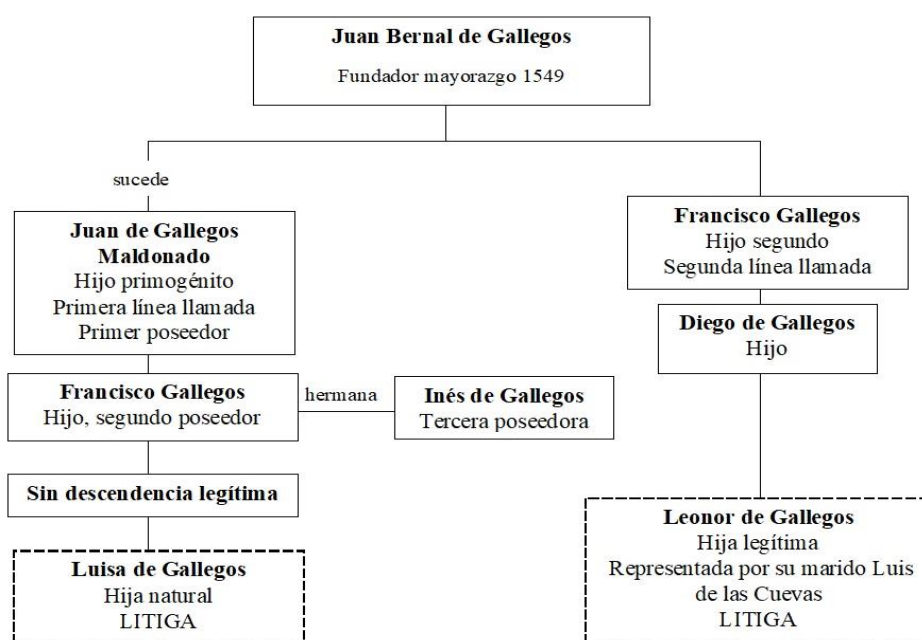 Juan Bernal de Gallegos
Fundador mayorazgo 1549
sucede
Juan de Gallegos
Maldonado
Hijo primogénito
Primera línea llamada
Primer poseedor
Francisco Gallegos
Hijo segundo
Segunda línea llamada
Diego de Gallegos
Hijo
Francisco Gallegos
Hijo, segundo poseedor
hermana
Inés de Gallegos
Tercera poseedora
Sin descendencia legítima
Luisa de Gallegos
Hija natural
LITIGA
Leonor de Gallegos
Hija legítima
Representada por su marido Luis
de las Cuevas
LITIGA